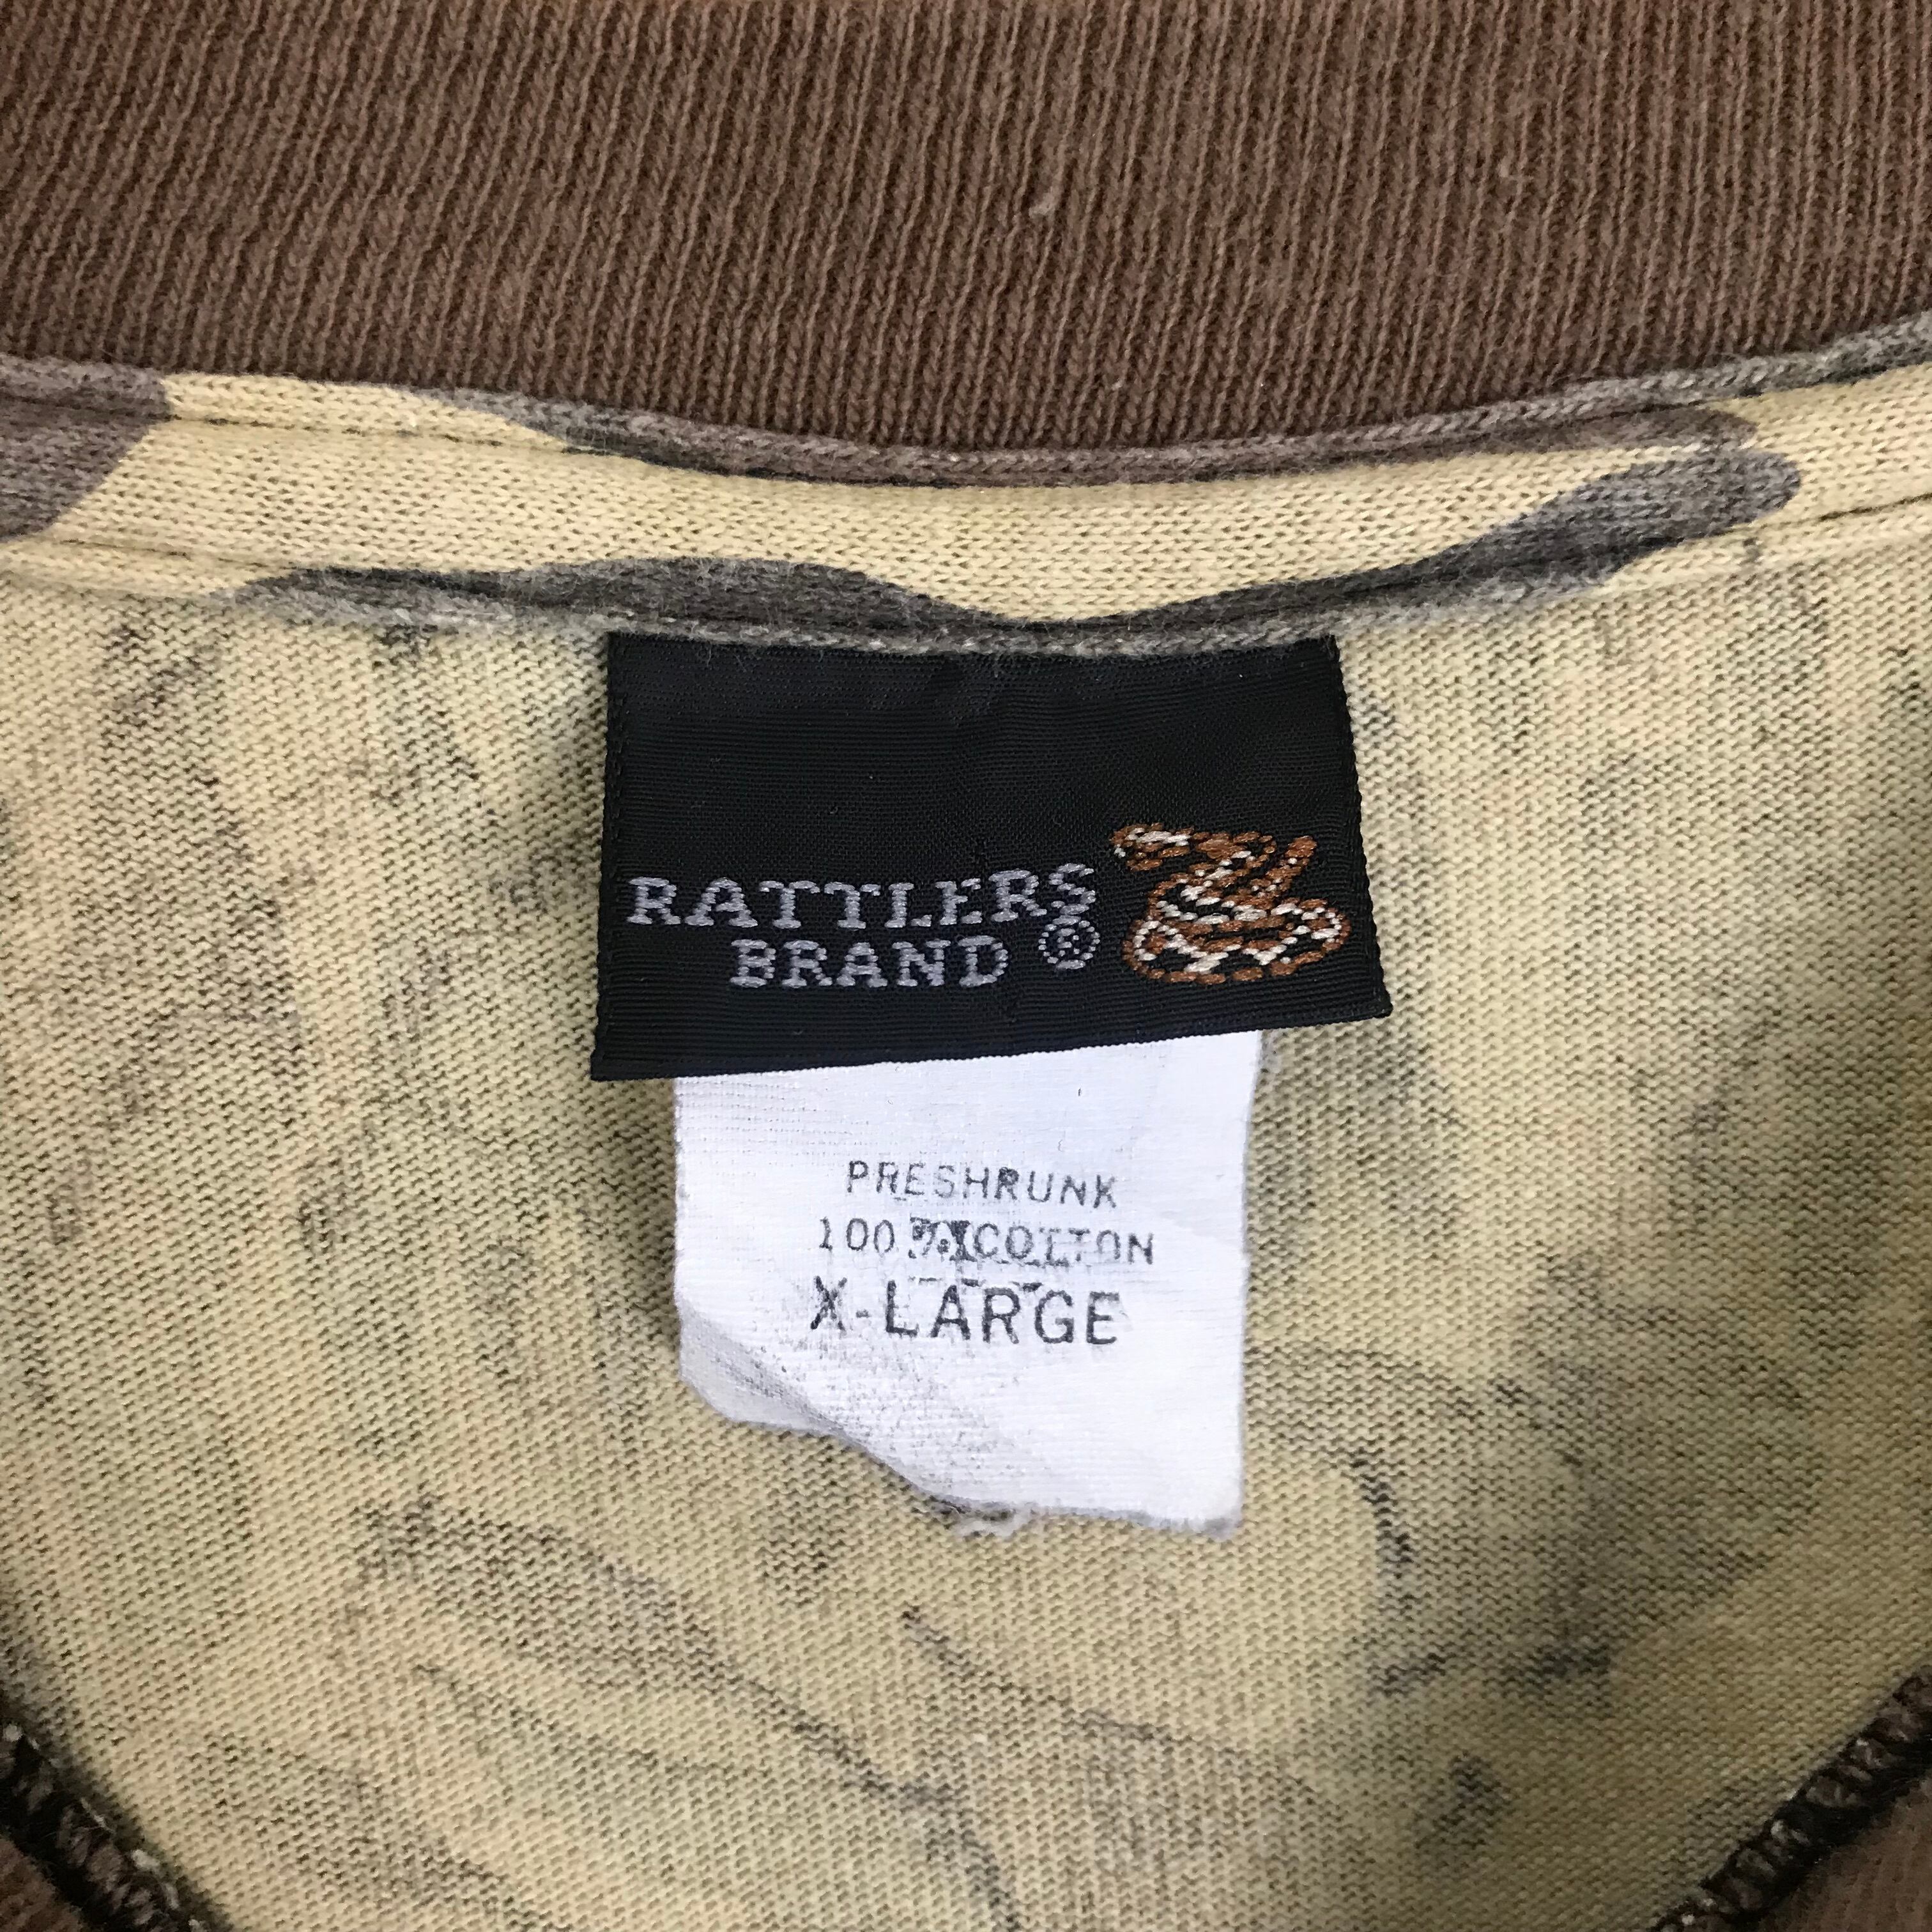 RATTLERS
BRAND ®
PRESHRUNK
100% COTTON
X-LARGE